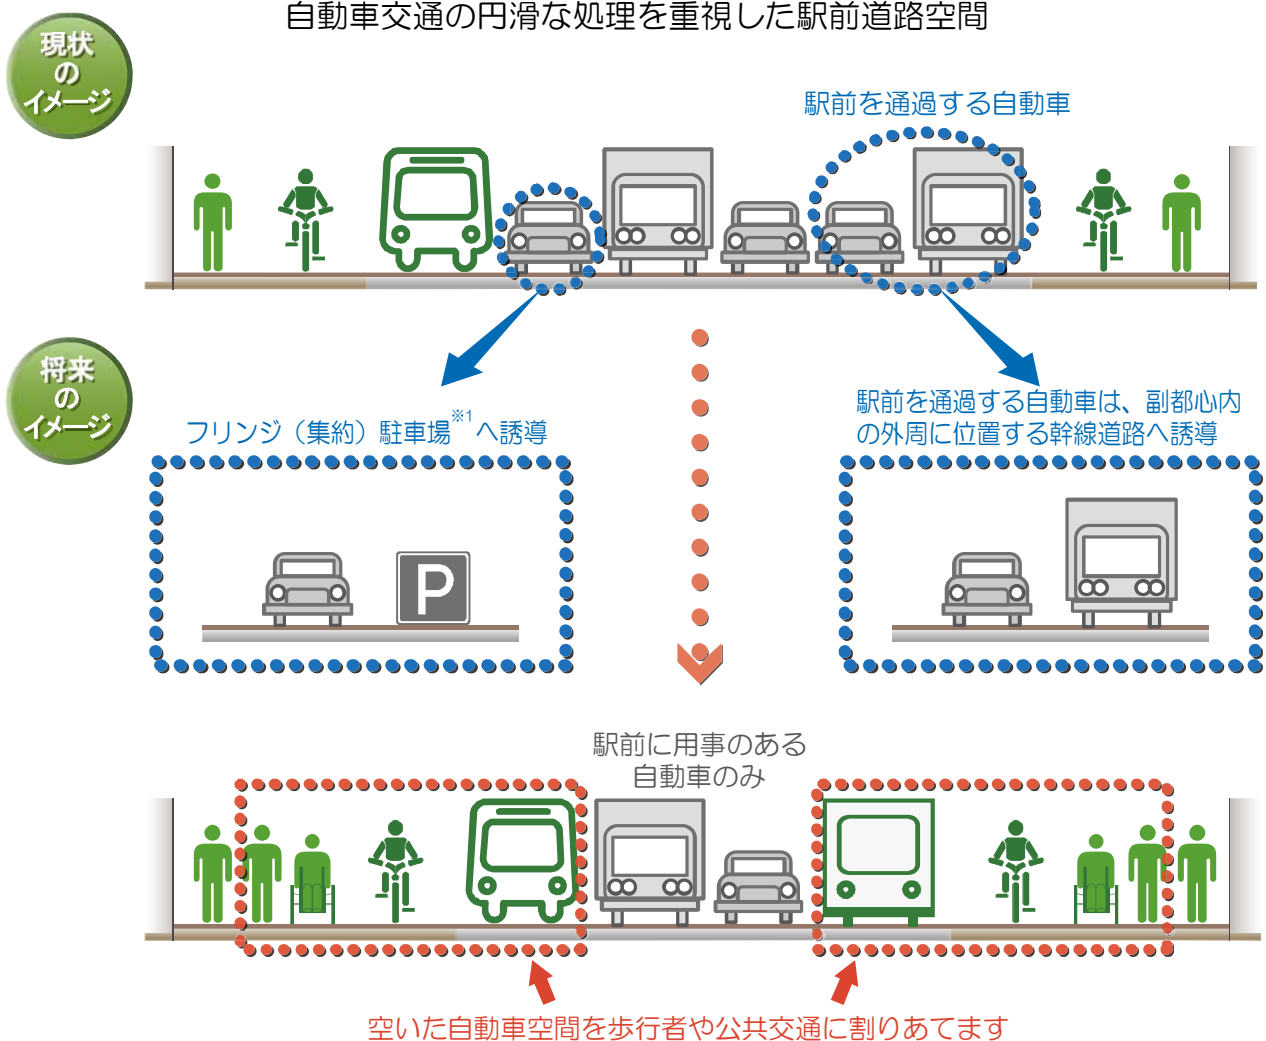 自動車交通の円滑な処理を重視した駅前道路空間
現状
の
イメージ
駅前を通過する自動車
将来
の
イメージ
フリンジ（集約）駐車場※1へ誘導
駅前を通過する自動車は、副都心内
の外周に位置する幹線道路へ誘導
P
駅前に用事のある
自動車のみ
空いた自動車空間を歩行者や公共交通に割りあてます